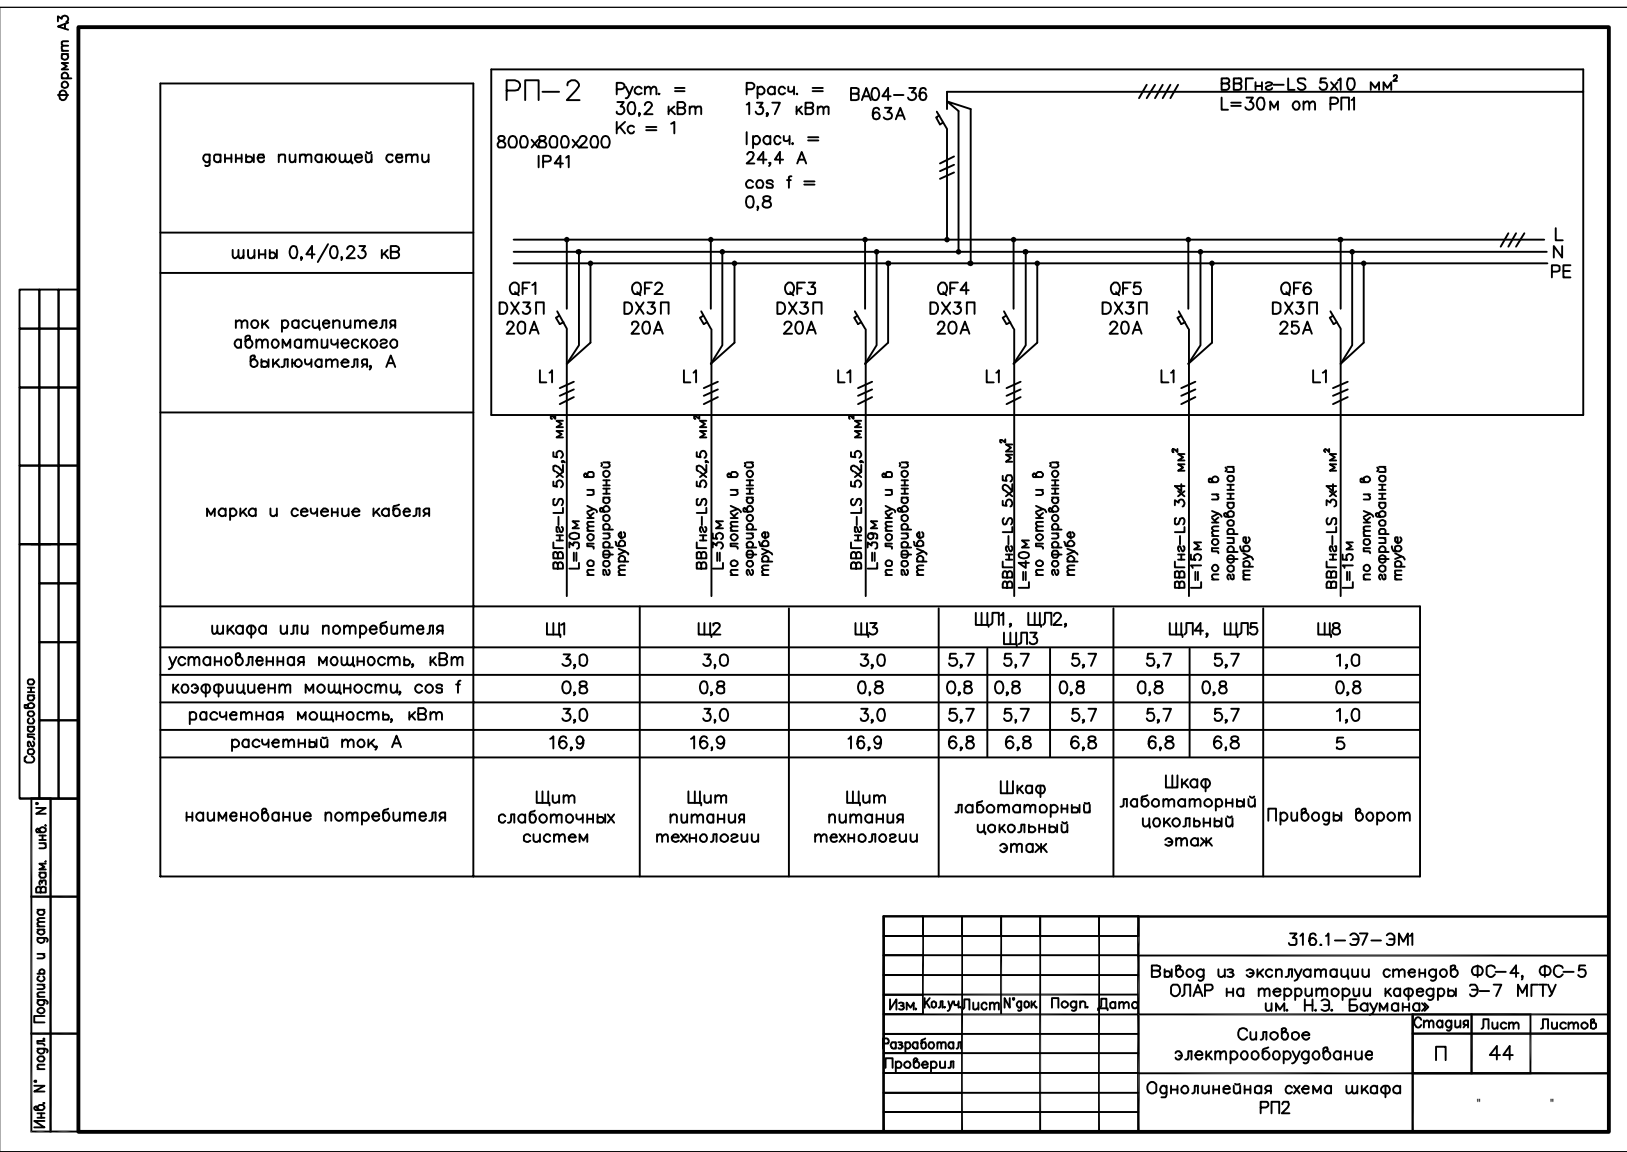 Формат А3
РП-2
800x800x200
IP41
Руст. =
30,2 кВт
Кс = 1
Ррасч. =
13,7 кВт
Iрасч. =
24,4 А
cos f =
0,8
ВА04-36
63А
ВВГнг-LS 5x10 мм²
L=30м от РП1
данные питающей сети
шины 0,4/0,23 кВ
L
N
PE
ток расцепителя
автоматического
выключателя, А
QF1
DX3П
20А
L1
QF2
DX3П
20А
L1
QF3
DX3П
20А
L1
QF4
DX3П
20А
L1
QF5
DX3П
20А
L1
QF6
DX3П
25А
L1
марка и сечение кабеля
ВВГнг-LS 5x2,5 мм²
L=30м
по лотку и в
гофрированной
трубе
ВВГнг-LS 5x2,5 мм²
L=35м
по лотку и в
гофрированной
трубе
ВВГнг-LS 5x2,5 мм²
L=39м
по лотку и в
гофрированной
трубе
ВВГнг-LS 5x25 мм²
L=40м
по лотку и в
гофрированной
трубе
ВВГнг-LS 3x4 мм²
L=15м
по лотку и в
гофрированной
трубе
ВВГнг-LS 3x4 мм²
L=15м
по лотку и в
гофрированной
трубе
шкафа или потребителя Щ1 Щ2 Щ3 ЩЛ1, ЩЛ2, ЩЛ4, ЩЛ5 Щ8
ЩЛ3
установленная мощность, кВт 3,0 3,0 3,0 5,7 5,7 5,7 5,7 5,7 1,0
коэффициент мощности, cos f 0,8 0,8 0,8 0,8 0,8 0,8 0,8 0,8 0,8
расчетная мощность, кВт 3,0 3,0 3,0 5,7 5,7 5,7 5,7 5,7 1,0
расчетный ток, А 16,9 16,9 16,9 6,8 6,8 6,8 6,8 6,8 5
наименование потребителя
Щит
слаботочных
систем
Щит
питания
технологии
Щит
питания
технологии
Шкаф
лаботаторный
цокольный
этаж
Шкаф
лаботаторный
цокольный
этаж
Приводы ворот
Согласовано
Взам. инв. N°
Подпись и дата
Инв. N° подл.
316.1-Э7-ЭМ1
Вывод из эксплуатации стендов ФС-4, ФС-5
ОЛАР на территории кафедры Э-7 МГТУ
им. Н.Э. Баумана»
Изм. Кол.уч Лист N°док. Подп. Дата
Разработал
Проверил
Силовое
электрооборудование
Стадия Лист Листов
П 44
Однолинейная схема шкафа
РП2
" "